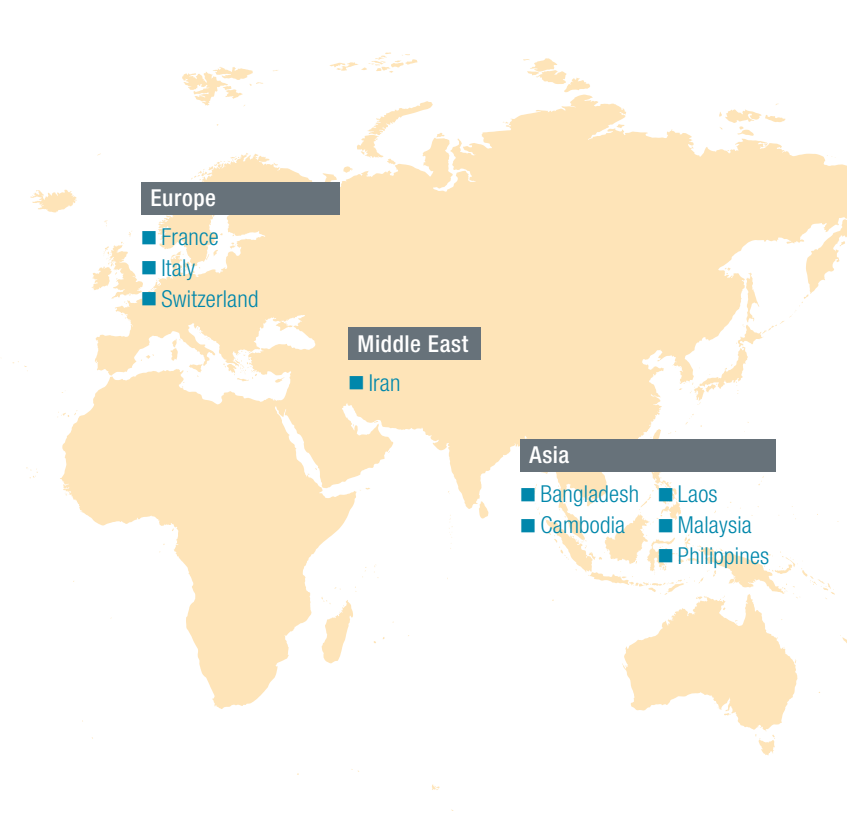 Europe
France
Italy
Switzerland
Middle East
Iran
Asia
Bangladesh
Cambodia
Laos
Malaysia
Philippines